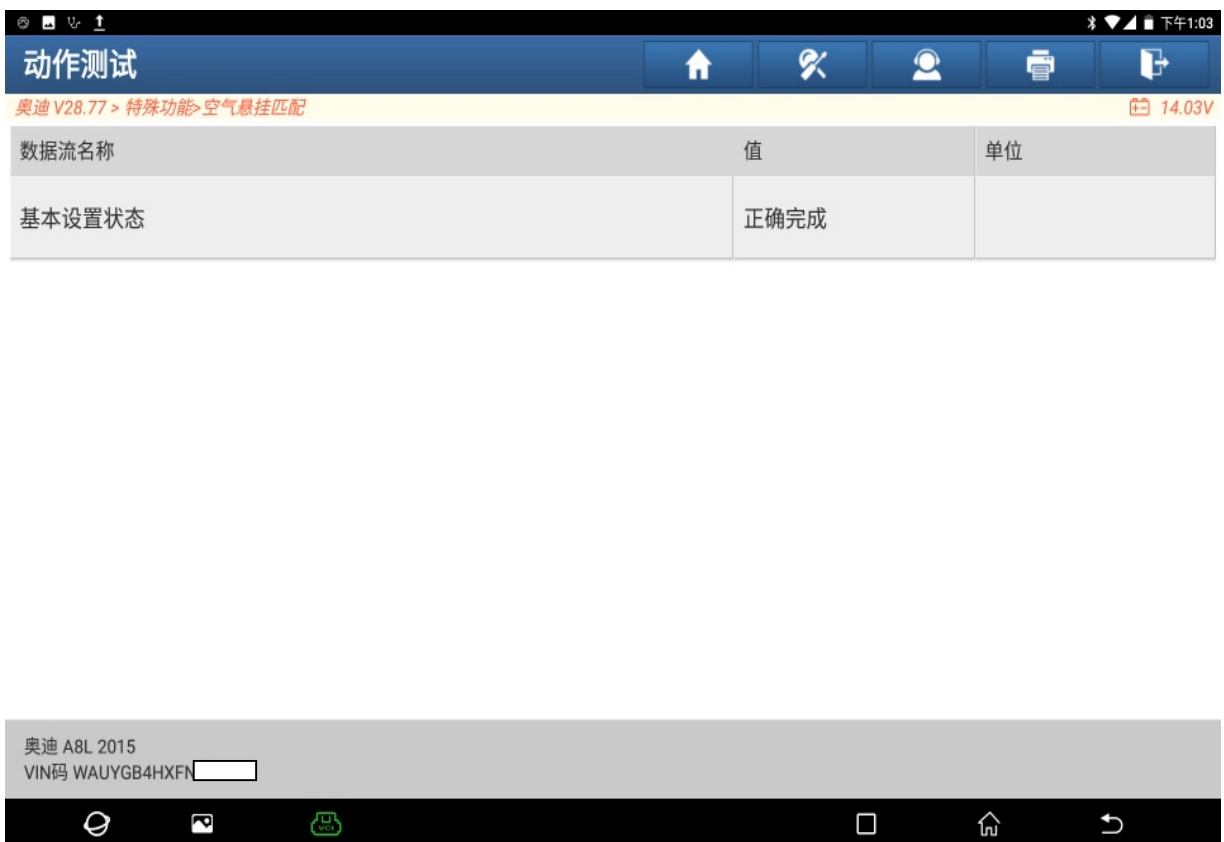 下午1:03
动作测试
奥迪 V28.77 > 特殊功能>空气悬挂匹配
14.03V
数据流名称 值 单位
基本设置状态 正确完成
奥迪 A8L 2015
VIN码 WAUYGB4HXFN
VCI